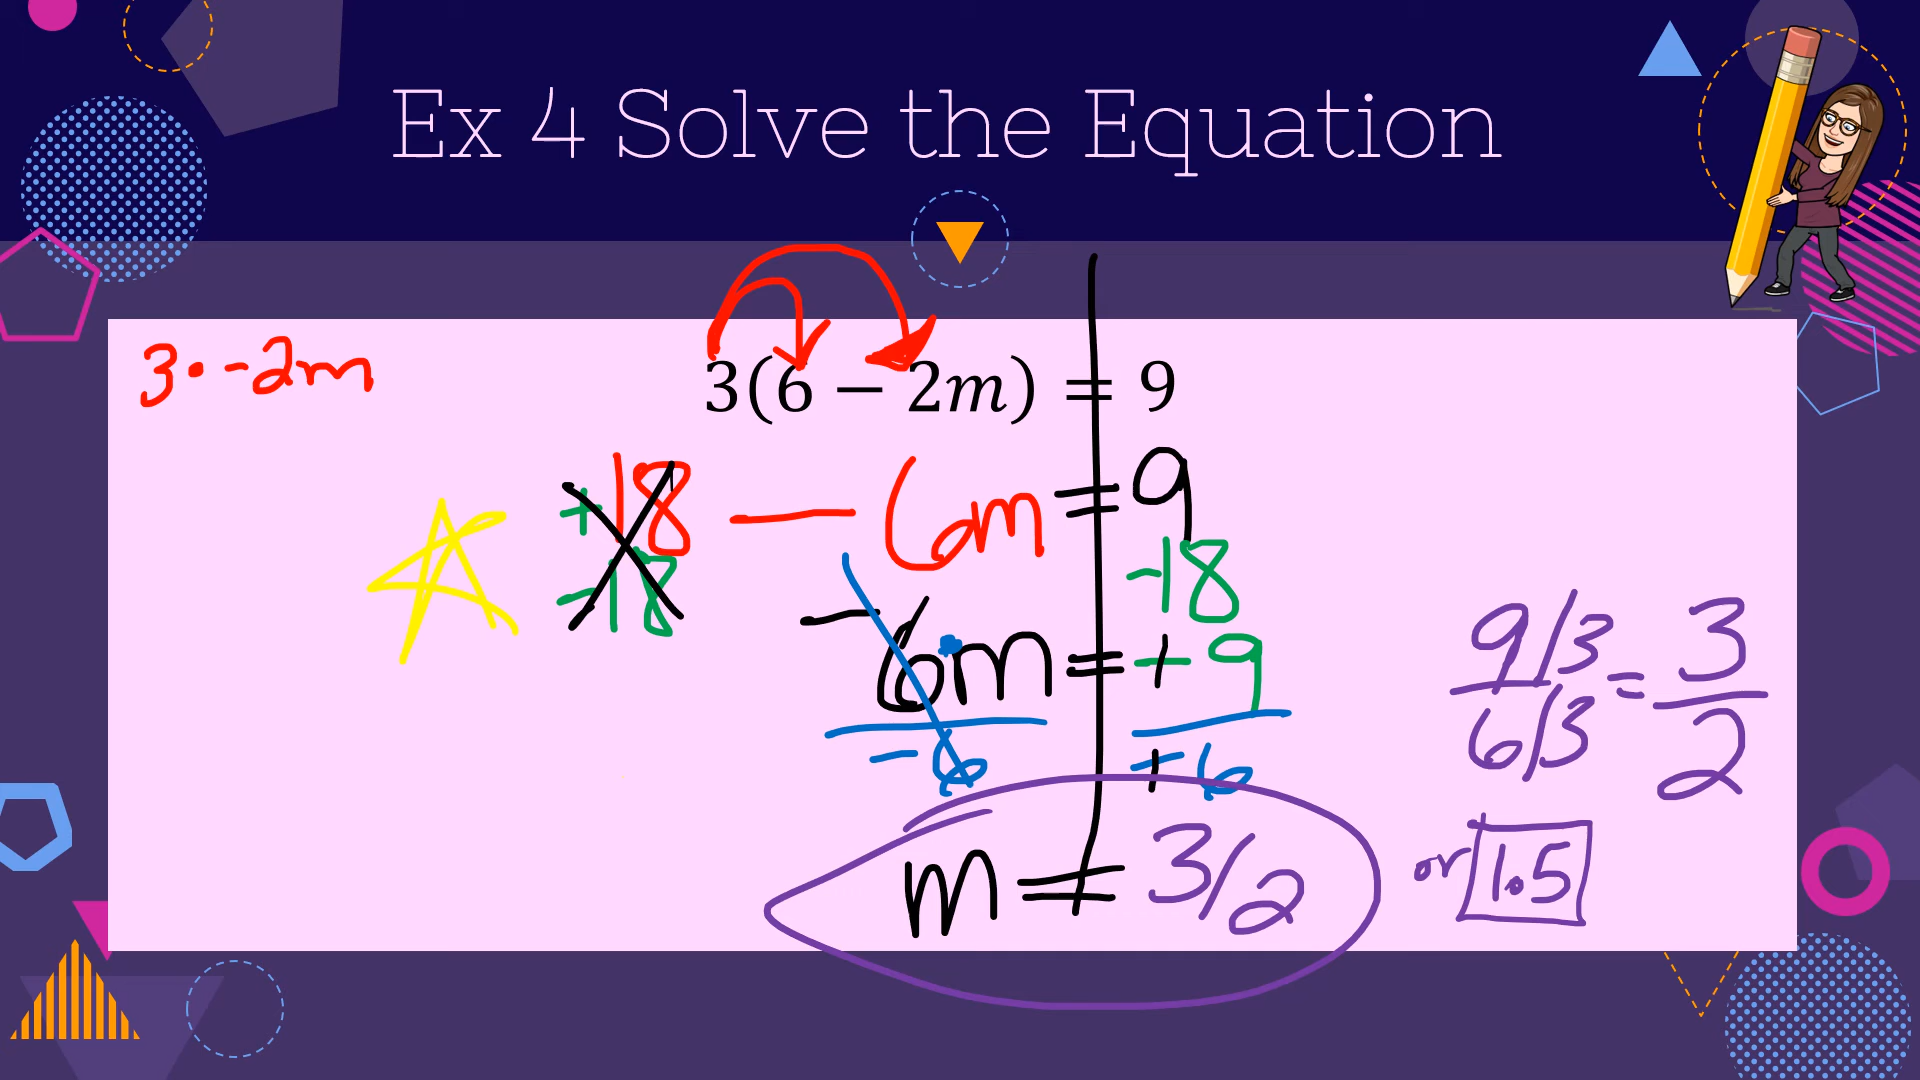 Ex 4 Solve the Equation
3 · -2m
3(6 − 2m) = 9
+18 — 6m = 9
-18 -18
-6m = +9
-6 +6
m = 3/2
9/3 = 3
6/3 2
or 1.5